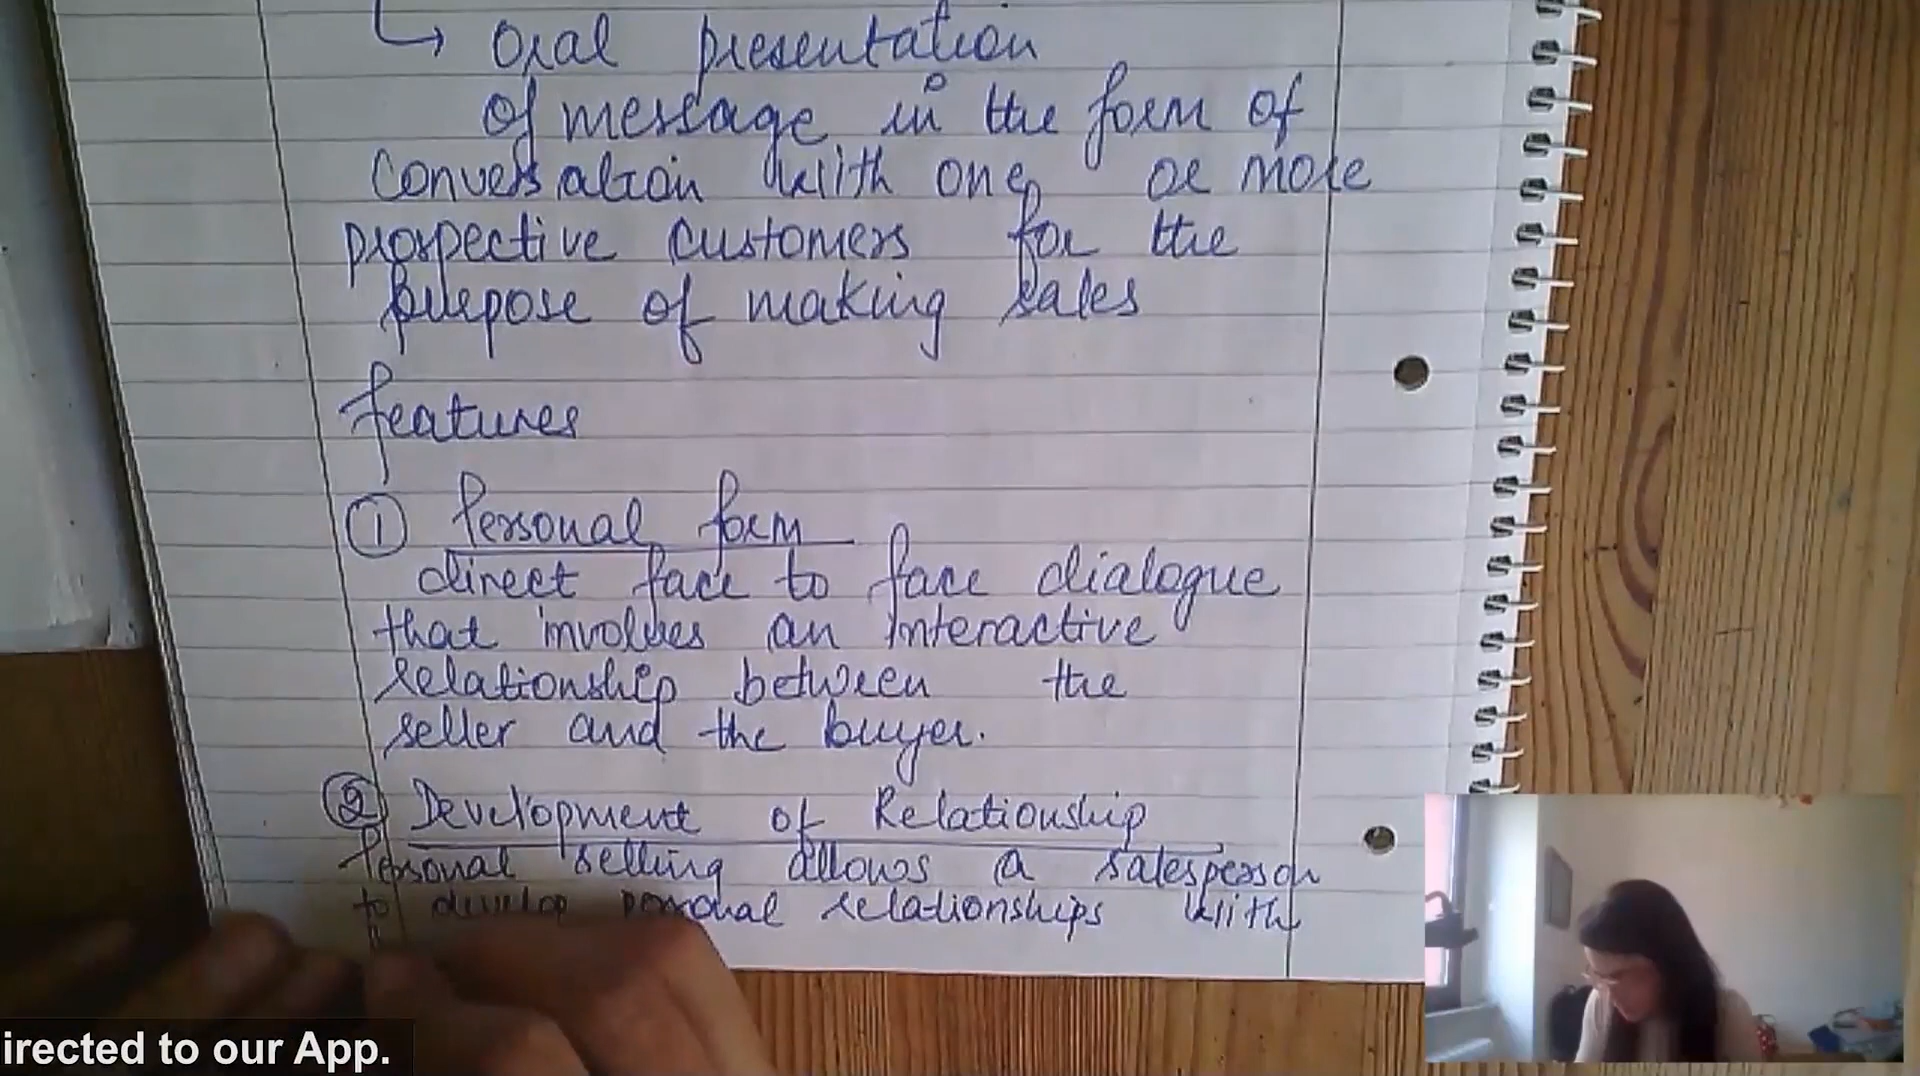 ↳ Oral presentation
of message in the form of
conversation with one or more
prospective customers for the
purpose of making sales
features
① Personal form
direct face to face dialogue
that involves an interactive
relationship between the
seller and the buyer.
② Development of Relationship
Personal selling allows a salesperson
to develop personal relationships with
irected to our App.